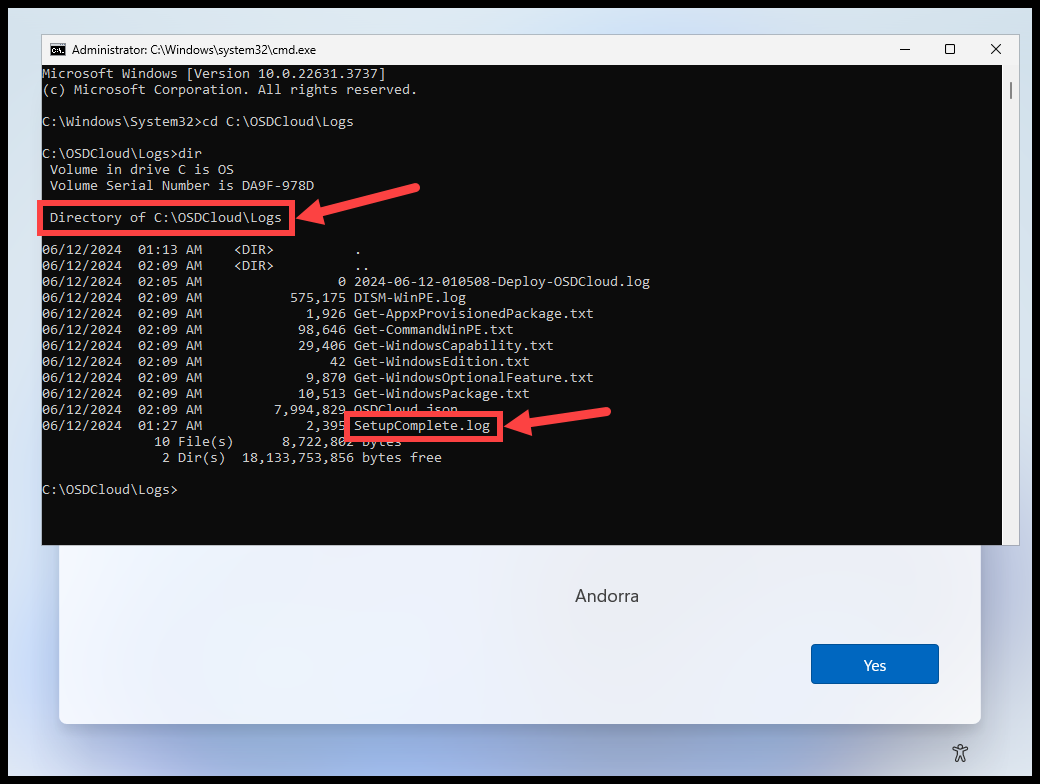 Administrator: C:\Windows\system32\cmd.exe
Microsoft Windows [Version 10.0.22631.3737]
(c) Microsoft Corporation. All rights reserved.
C:\Windows\System32>cd C:\OSDCloud\Logs
C:\OSDCloud\Logs>dir
Volume in drive C is OS
Volume Serial Number is DA9F-978D
Directory of C:\OSDCloud\Logs
06/12/2024  01:13 AM    <DIR>          .
06/12/2024  02:09 AM    <DIR>          ..
06/12/2024  02:05 AM                 0 2024-06-12-010508-Deploy-OSDCloud.log
06/12/2024  02:09 AM           575,175 DISM-WinPE.log
06/12/2024  02:09 AM             1,926 Get-AppxProvisionedPackage.txt
06/12/2024  02:09 AM            98,646 Get-CommandWinPE.txt
06/12/2024  02:09 AM            29,406 Get-WindowsCapability.txt
06/12/2024  02:09 AM                42 Get-WindowsEdition.txt
06/12/2024  02:09 AM             9,870 Get-WindowsOptionalFeature.txt
06/12/2024  02:09 AM            10,513 Get-WindowsPackage.txt
06/12/2024  02:09 AM         7,994,829 OSDCloud.json
06/12/2024  01:27 AM             2,395 SetupComplete.log
10 File(s)      8,722,802 bytes
2 Dir(s)  18,133,753,856 bytes free
C:\OSDCloud\Logs>
Andorra
Yes